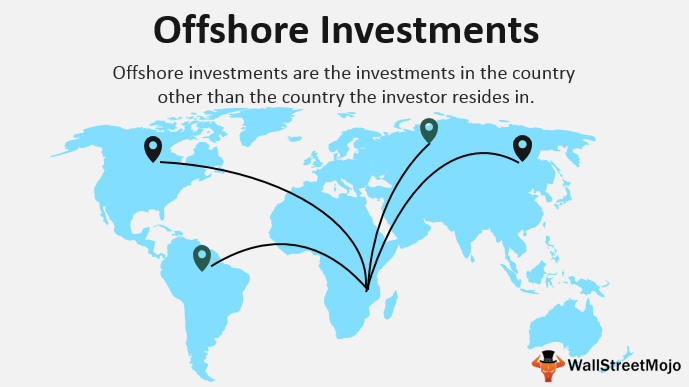 Offshore Investments
Offshore investments are the investments in the country
other than the country the investor resides in.
WallStreetMojo